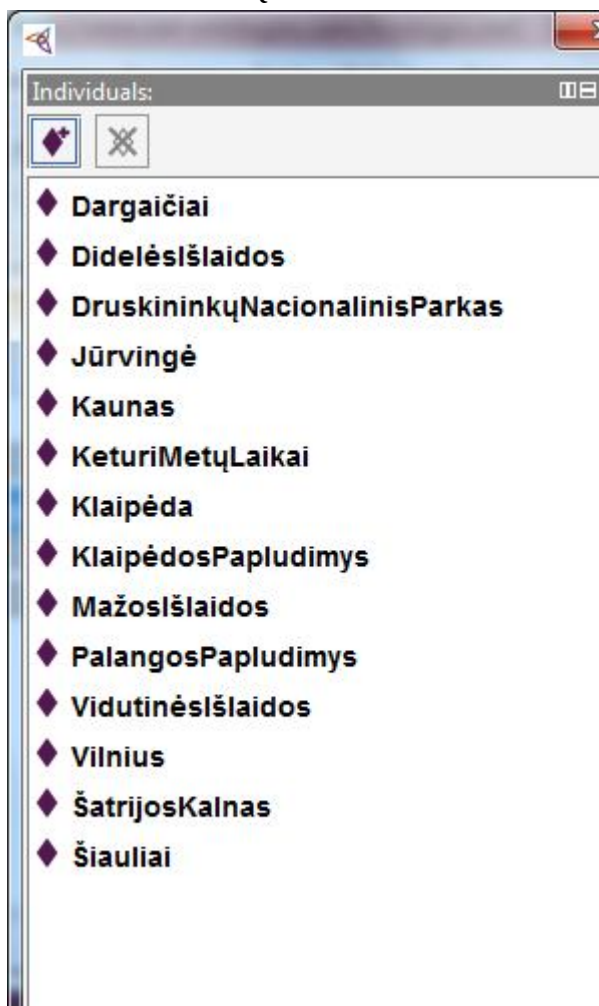 Individuals:
Dargaičiai
DidelėsIšlaidos
DruskininkųNacionalinisParkas
Jūrvingė
Kaunas
KeturiMetųLaikai
Klaipėda
KlaipėdosPapludimys
MažosIšlaidos
PalangosPapludimys
VidutinėsIšlaidos
Vilnius
ŠatrijosKalnas
Šiauliai